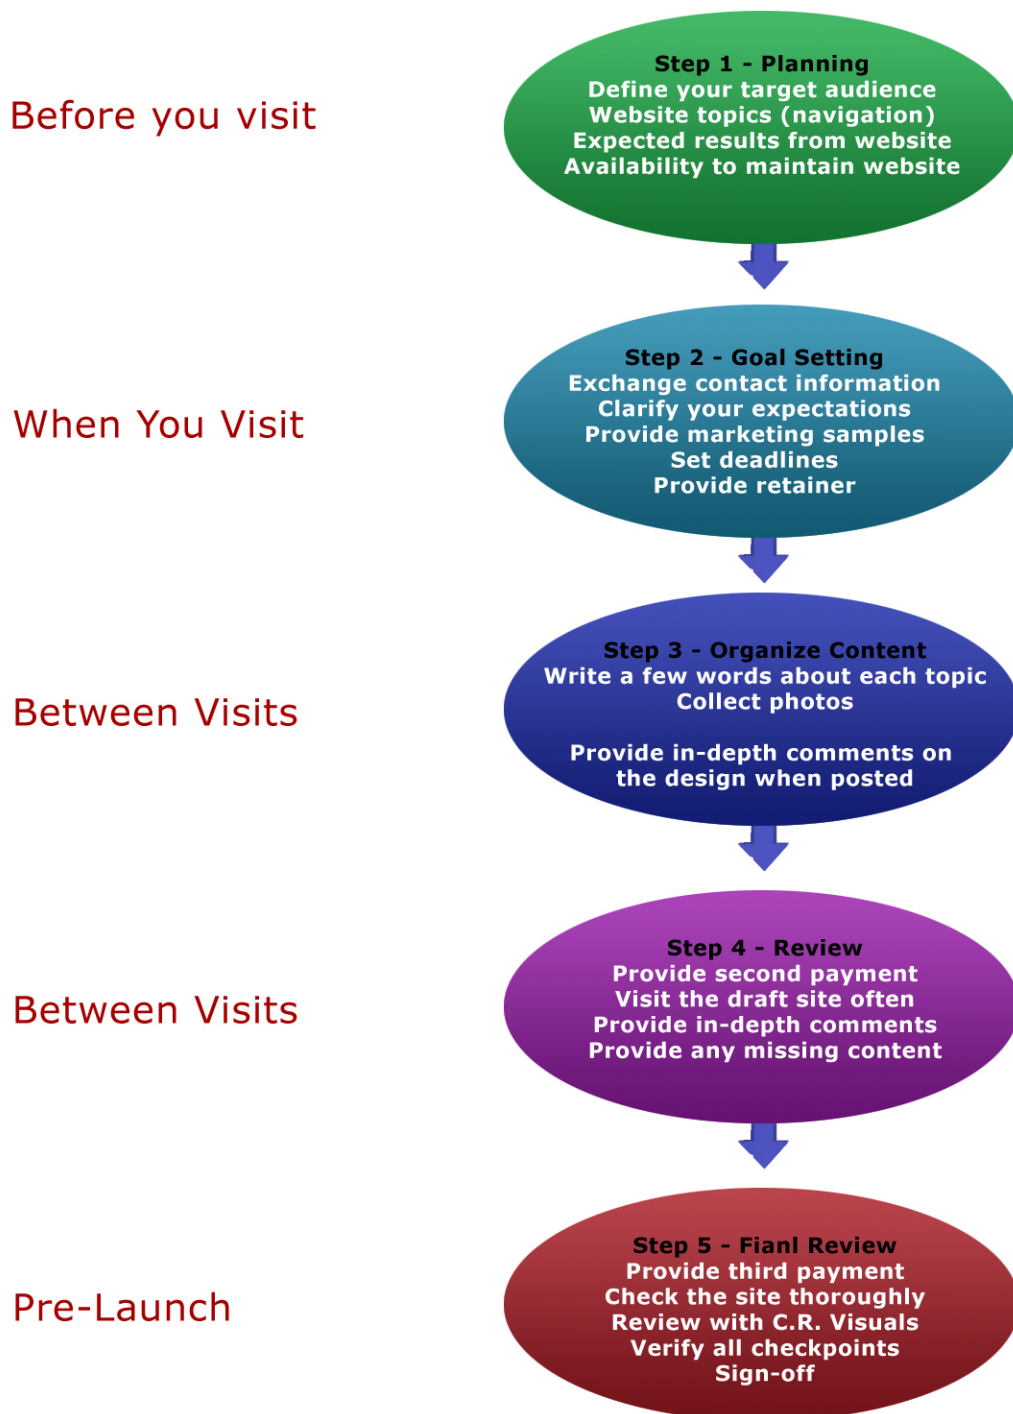 Before you visit
Step 1 - Planning
Define your target audience
Website topics (navigation)
Expected results from website
Availability to maintain website
When You Visit
Step 2 - Goal Setting
Exchange contact information
Clarify your expectations
Provide marketing samples
Set deadlines
Provide retainer
Between Visits
Step 3 - Organize Content
Write a few words about each topic
Collect photos
Provide in-depth comments on
the design when posted
Between Visits
Step 4 - Review
Provide second payment
Visit the draft site often
Provide in-depth comments
Provide any missing content
Pre-Launch
Step 5 - Fianl Review
Provide third payment
Check the site thoroughly
Review with C.R. Visuals
Verify all checkpoints
Sign-off